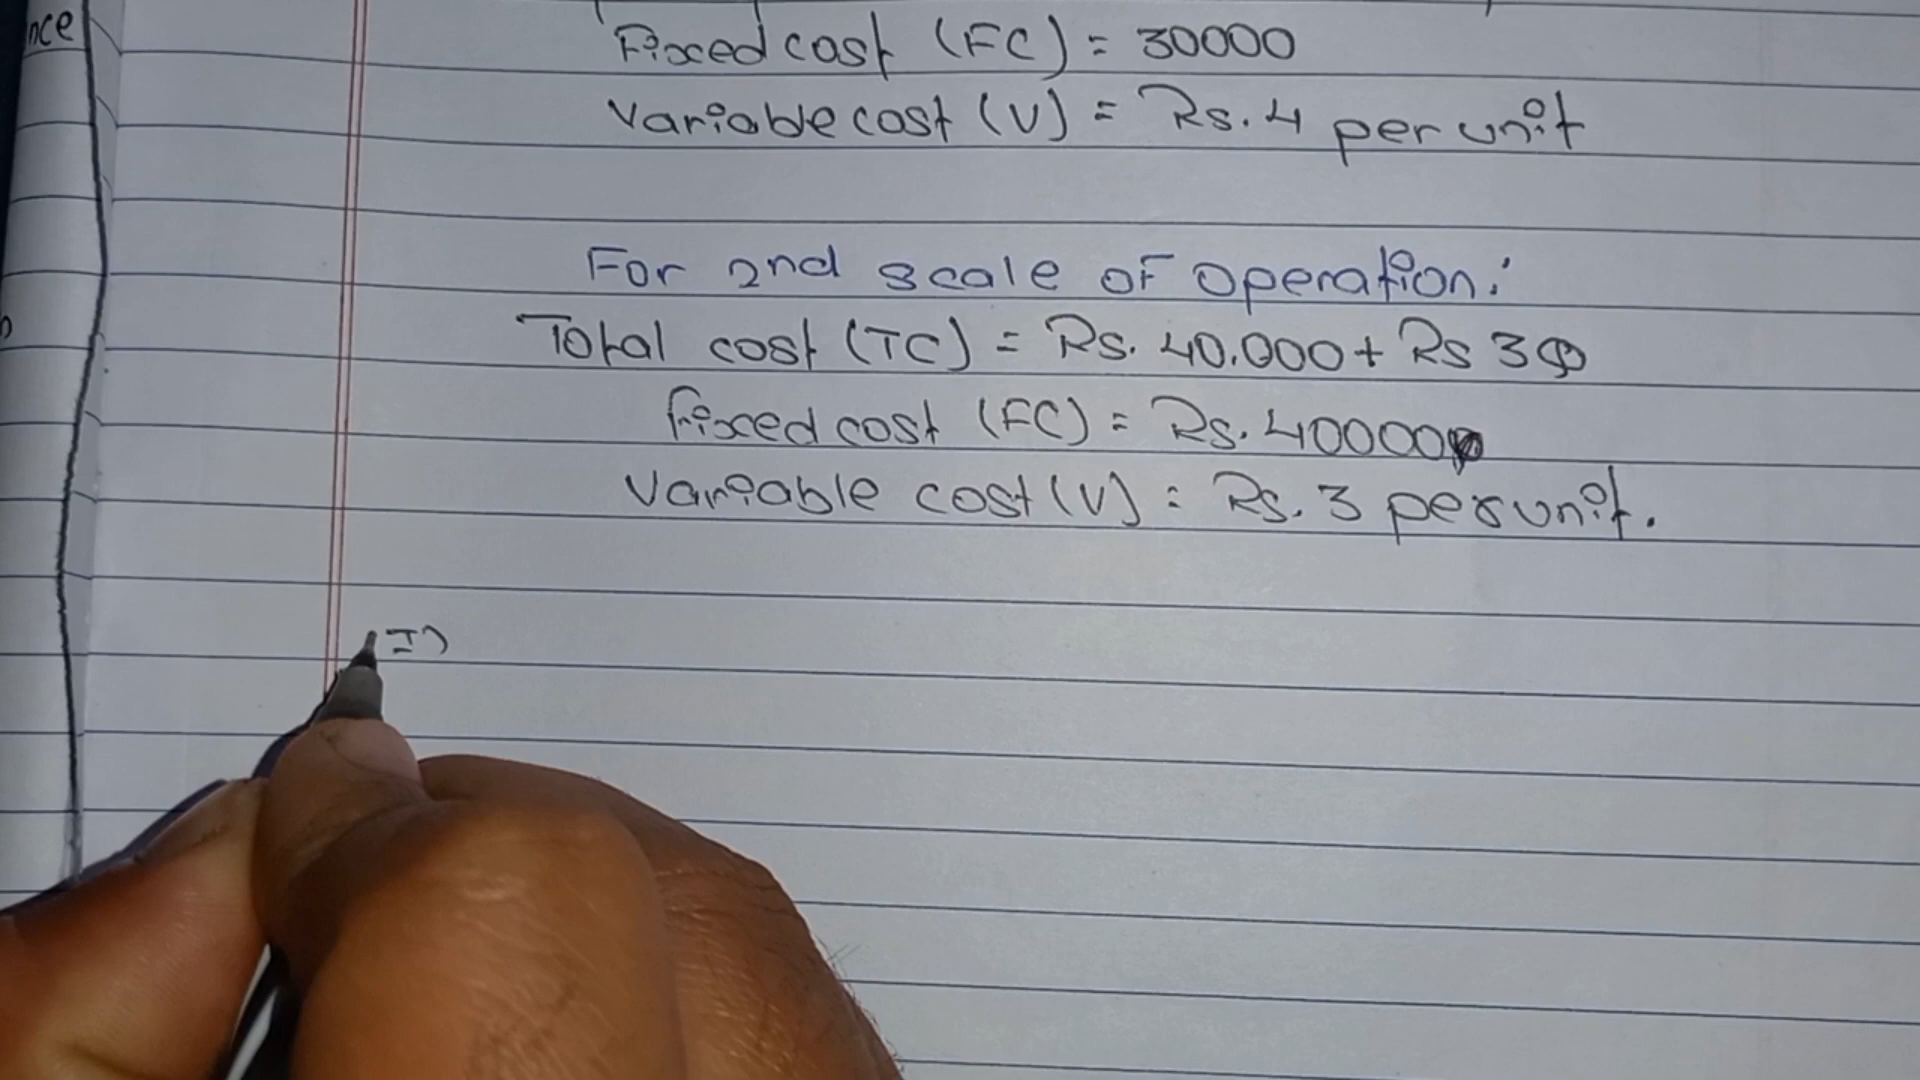 nce
Fixed cost (FC) = 30000
Variable cost (V) = Rs. 4 per unit
For 2nd scale of operation:
Total cost (TC) = Rs. 40.000 + Rs 3Q
Fixed cost (FC) = Rs. 40000
Variable cost (V) = Rs. 3 per unit.